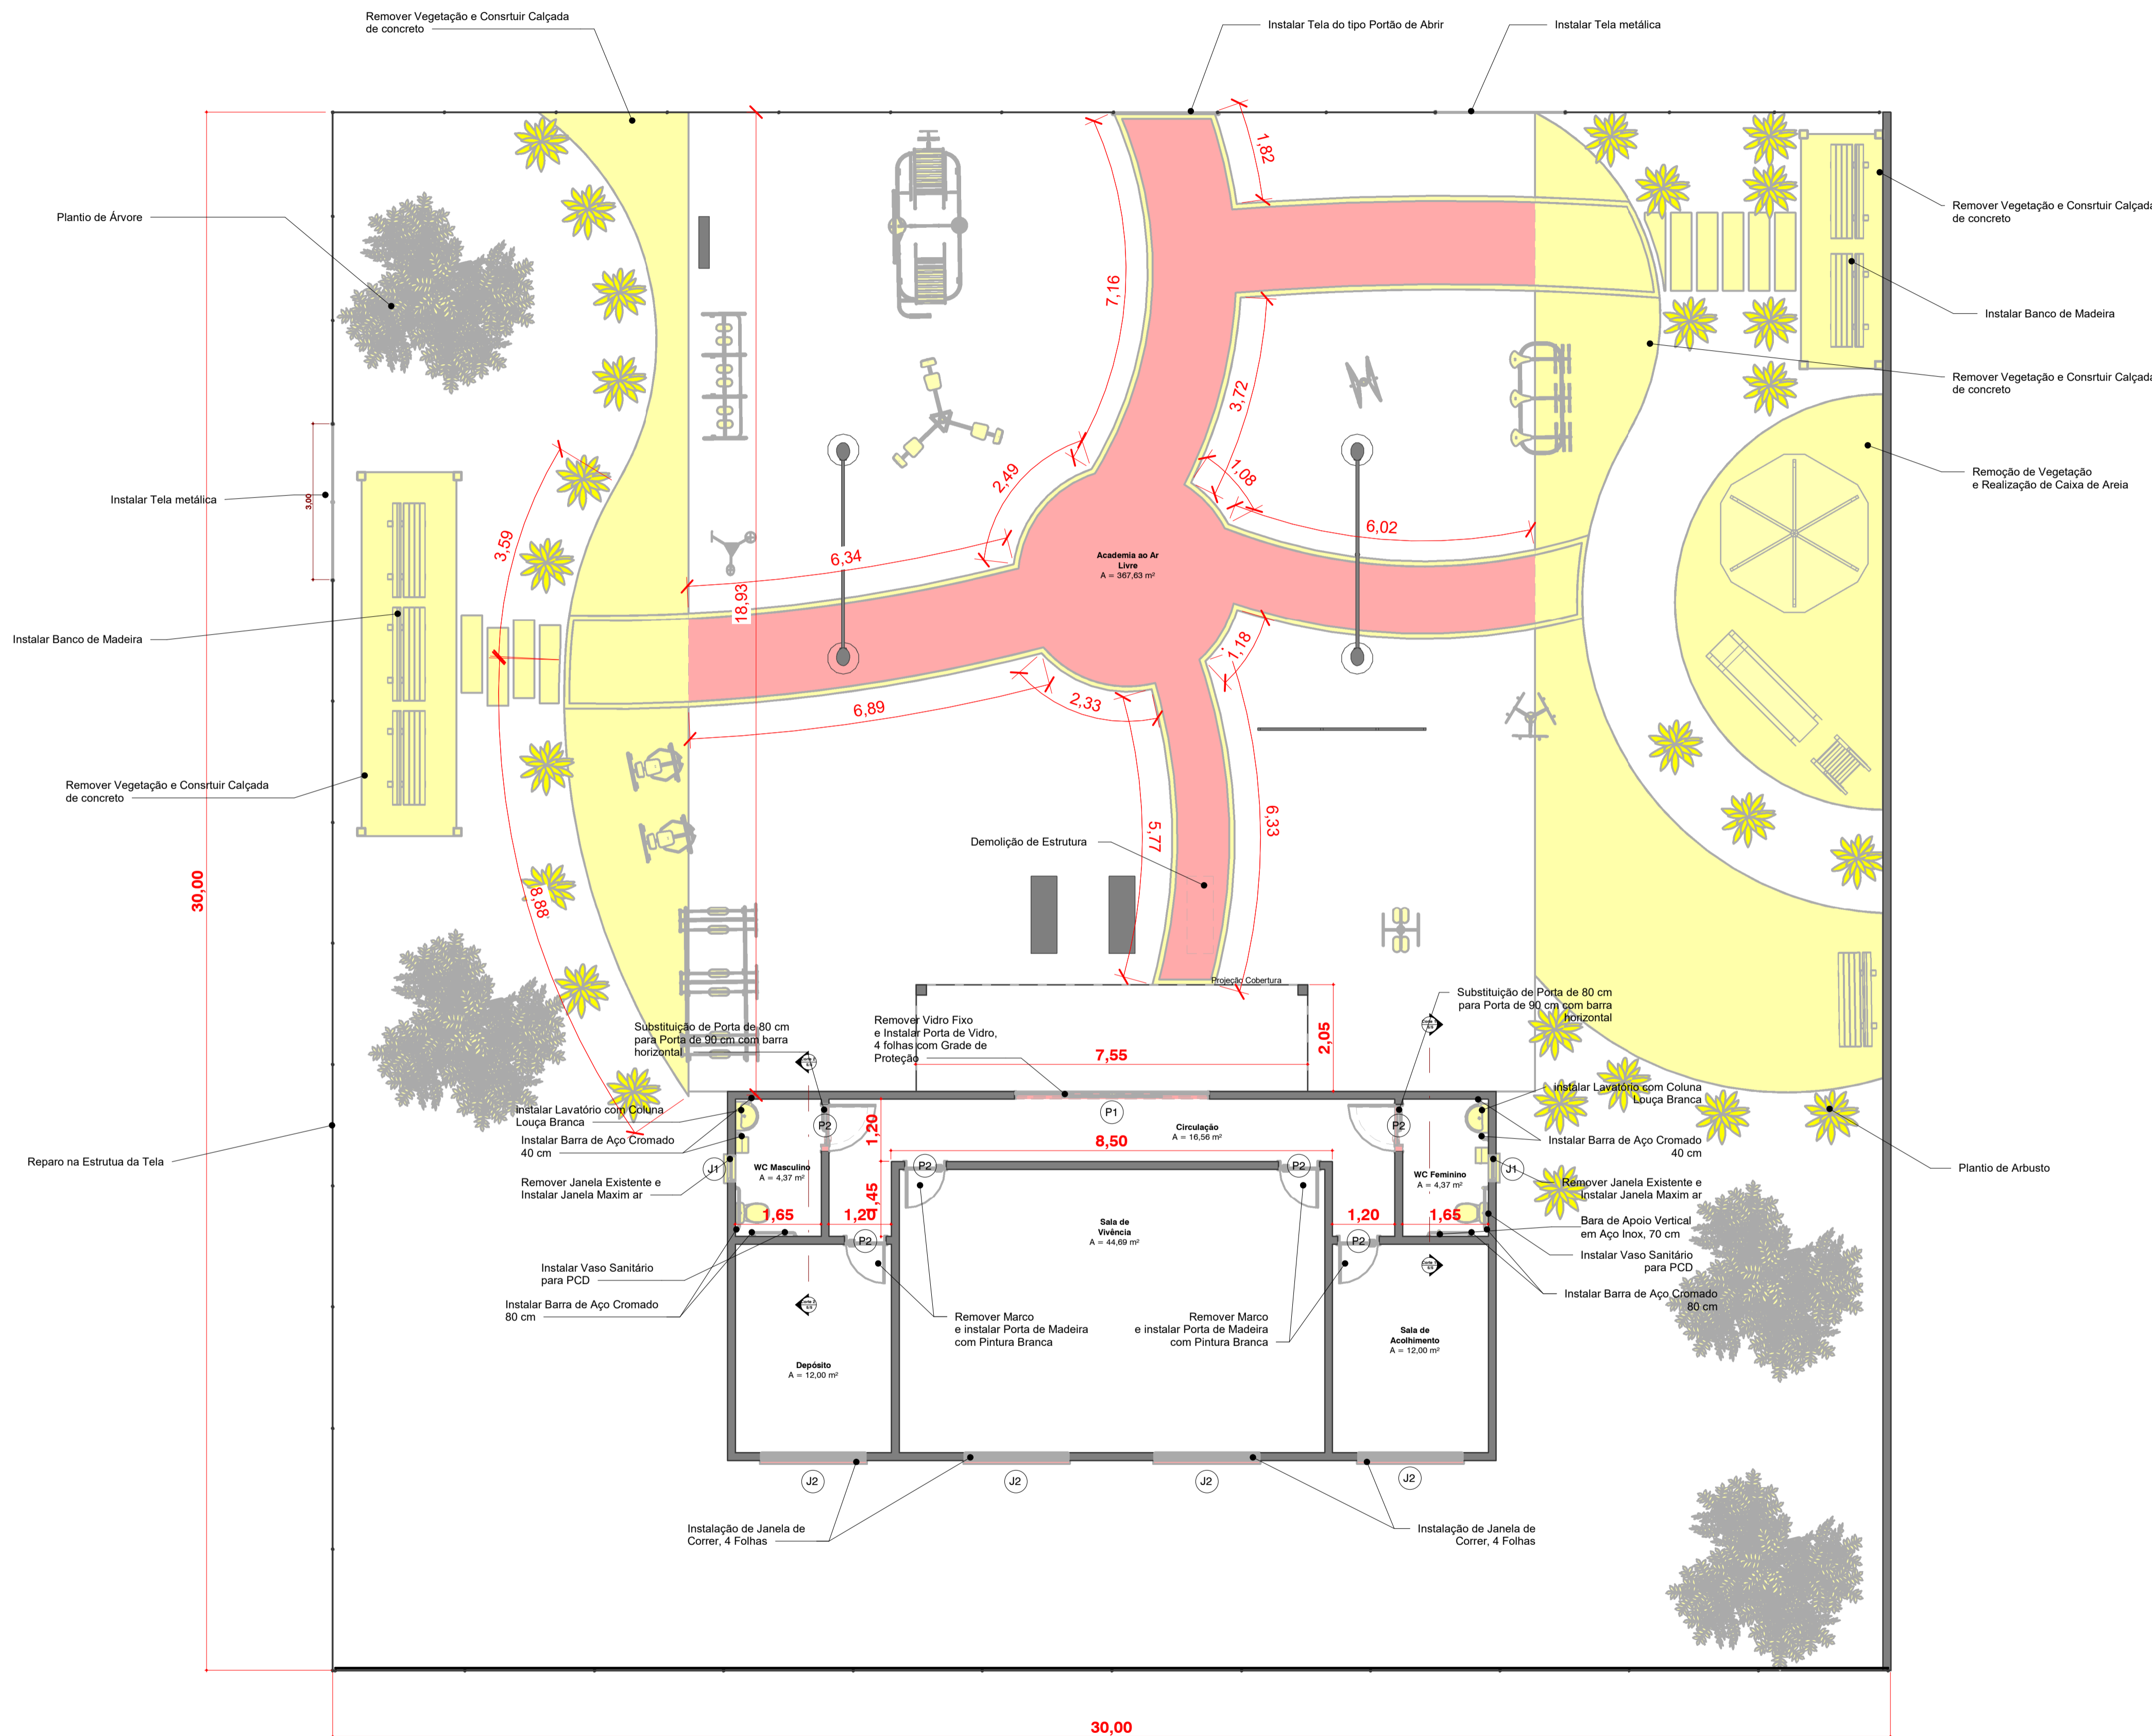 Remover Vegetação e Consrtuir Calçada
de concreto
Instalar Tela do tipo Portão de Abrir
Instalar Tela metálica
1,82
Plantio de Árvore
Remover Vegetação e Consrtuir Calçada
de concreto
7,16
Instalar Banco de Madeira
Remover Vegetação e Consrtuir Calçada
de concreto
3,72
2,49
1,08
Remoção de Vegetação
e Realização de Caixa de Areia
Instalar Tela metálica
3,00
3,59
6,34
6,02
Academia ao Ar
Livre
A = 367,63 m²
18,93
Instalar Banco de Madeira
1,18
6,89
2,33
Remover Vegetação e Consrtuir Calçada
de concreto
5,77
6,33
Demolição de Estrutura
30,00
8,88
Projeção Cobertura
Substituição de Porta de 80 cm
para Porta de 90 cm com barra
horizontal
Remover Vidro Fixo
e Instalar Porta de Vidro,
4 folhas com Grade de
Proteção
Substituição de Porta de 80 cm
para Porta de 90 cm com barra
horizontal
7,55
2,05
Instalar Lavatório com Coluna
Louça Branca
Instalar Barra de Aço Cromado
40 cm
Remover Janela Existente e
Instalar Janela Maxim ar
J1
P2
1,20
P1
Circulação
A = 16,56 m²
8,50
P2
Instalar Lavatório com Coluna
Louça Branca
Instalar Barra de Aço Cromado
40 cm
J1
Remover Janela Existente e
Instalar Janela Maxim ar
Reparo na Estrutua da Tela
Plantio de Arbusto
WC Masculino
A = 4,37 m²
P2
P2
WC Feminino
A = 4,37 m²
1,45
1,65
1,20
1,20
1,65
Sala de
Vivência
A = 44,69 m²
P2
P2
Bara de Apoio Vertical
em Aço Inox, 70 cm
Instalar Vaso Sanitário
para PCD
Instalar Barra de Aço Cromado
80 cm
Instalar Vaso Sanitário
para PCD
Instalar Barra de Aço Cromado
80 cm
Remover Marco
e instalar Porta de Madeira
com Pintura Branca
Remover Marco
e instalar Porta de Madeira
com Pintura Branca
Sala de
Acolhimento
A = 12,00 m²
Depósito
A = 12,00 m²
J2
J2
J2
J2
Instalação de Janela de
Correr, 4 Folhas
Instalação de Janela de
Correr, 4 Folhas
30,00